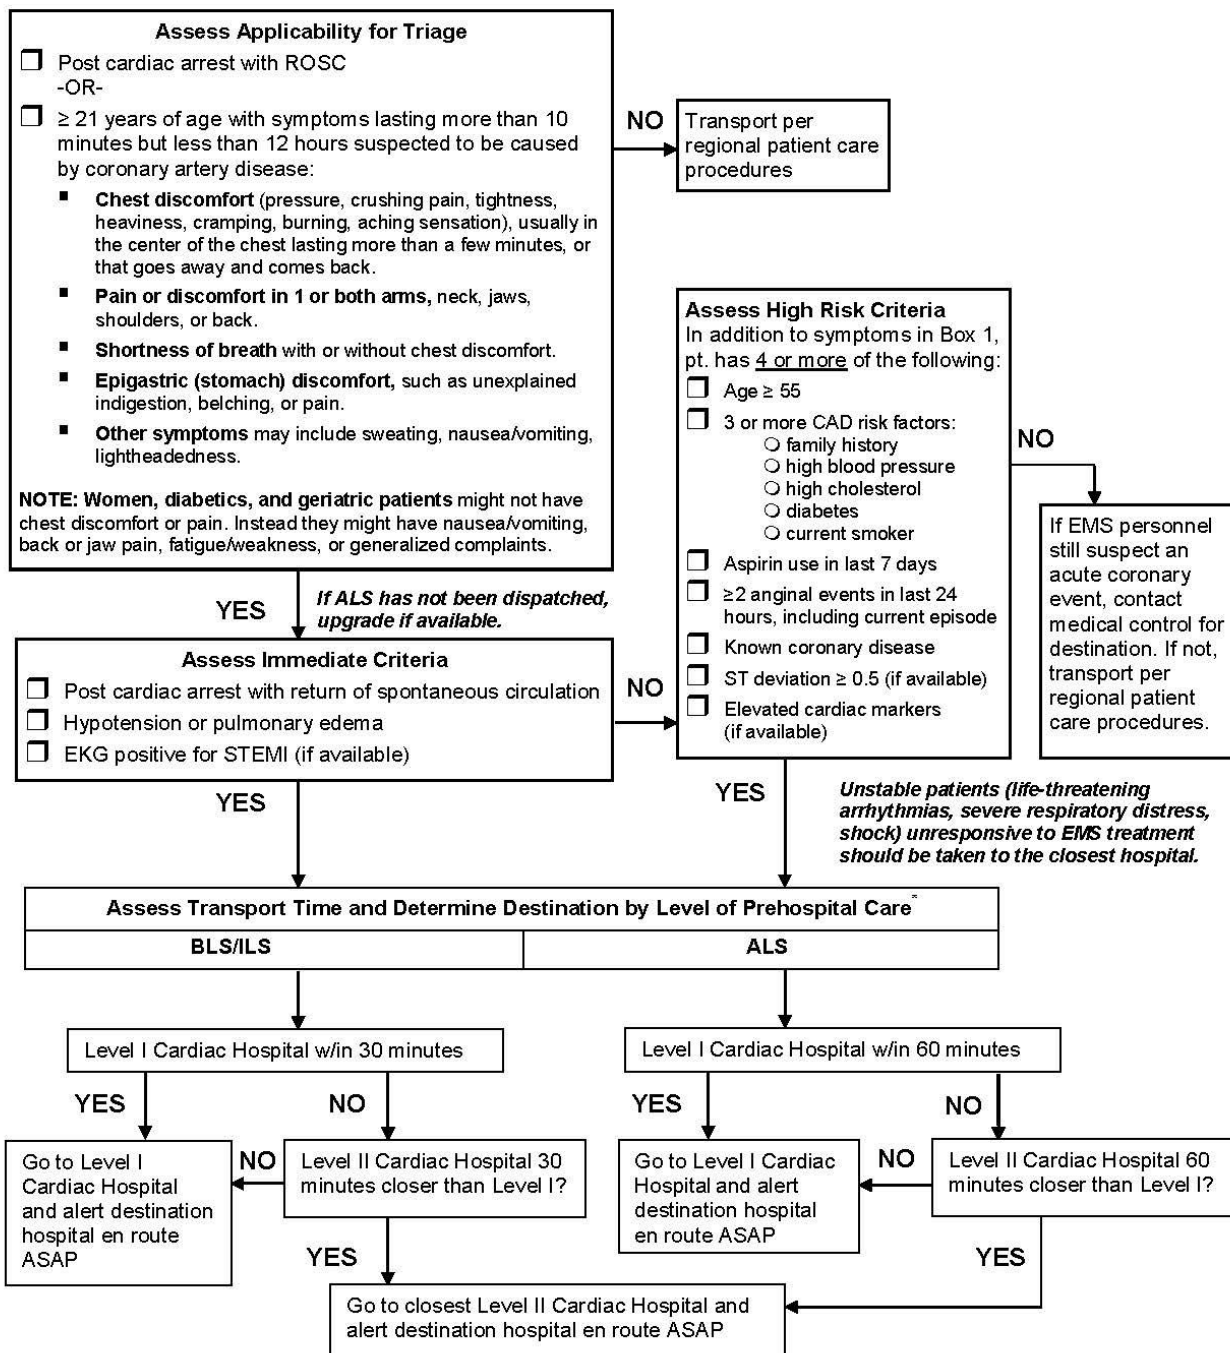 Assess Applicability for Triage
Post cardiac arrest with ROSC
-OR-
≥ 21 years of age with symptoms lasting more than 10
minutes but less than 12 hours suspected to be caused
by coronary artery disease:
Chest discomfort (pressure, crushing pain, tightness,
heaviness, cramping, burning, aching sensation), usually in
the center of the chest lasting more than a few minutes, or
that goes away and comes back.
Pain or discomfort in 1 or both arms, neck, jaws,
shoulders, or back.
Shortness of breath with or without chest discomfort.
Epigastric (stomach) discomfort, such as unexplained
indigestion, belching, or pain.
Other symptoms may include sweating, nausea/vomiting,
lightheadedness.
NOTE: Women, diabetics, and geriatric patients might not have
chest discomfort or pain. Instead they might have nausea/vomiting,
back or jaw pain, fatigue/weakness, or generalized complaints.
NO
Transport per
regional patient care
procedures
YES
If ALS has not been dispatched,
upgrade if available.
Assess Immediate Criteria
Post cardiac arrest with return of spontaneous circulation
Hypotension or pulmonary edema
EKG positive for STEMI (if available)
NO
Assess High Risk Criteria
In addition to symptoms in Box 1,
pt. has 4 or more of the following:
Age ≥ 55
3 or more CAD risk factors:
family history
high blood pressure
high cholesterol
diabetes
current smoker
Aspirin use in last 7 days
≥2 anginal events in last 24
hours, including current episode
Known coronary disease
ST deviation ≥ 0.5 (if available)
Elevated cardiac markers
(if available)
NO
If EMS personnel
still suspect an
acute coronary
event, contact
medical control for
destination. If not,
transport per
regional patient
care procedures.
YES
YES
Unstable patients (life-threatening
arrhythmias, severe respiratory distress,
shock) unresponsive to EMS treatment
should be taken to the closest hospital.
Assess Transport Time and Determine Destination by Level of Prehospital Care*
BLS/ILS
ALS
Level I Cardiac Hospital w/in 30 minutes
YES
NO
Go to Level I
Cardiac Hospital
and alert destination
hospital en route
ASAP
NO
Level II Cardiac Hospital 30
minutes closer than Level I?
YES
Level I Cardiac Hospital w/in 60 minutes
YES
NO
Go to Level I Cardiac
Hospital and alert
destination hospital
en route ASAP
NO
Level II Cardiac Hospital 60
minutes closer than Level I?
YES
Go to closest Level II Cardiac Hospital and
alert destination hospital en route ASAP